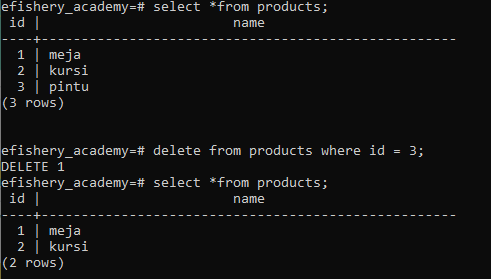 efishery_academy=# select *from products;
 id |                        name
----+----------------------------------------------------
  1 | meja
  2 | kursi
  3 | pintu
(3 rows)
efishery_academy=# delete from products where id = 3;
DELETE 1
efishery_academy=# select *from products;
 id |                        name
----+----------------------------------------------------
  1 | meja
  2 | kursi
(2 rows)